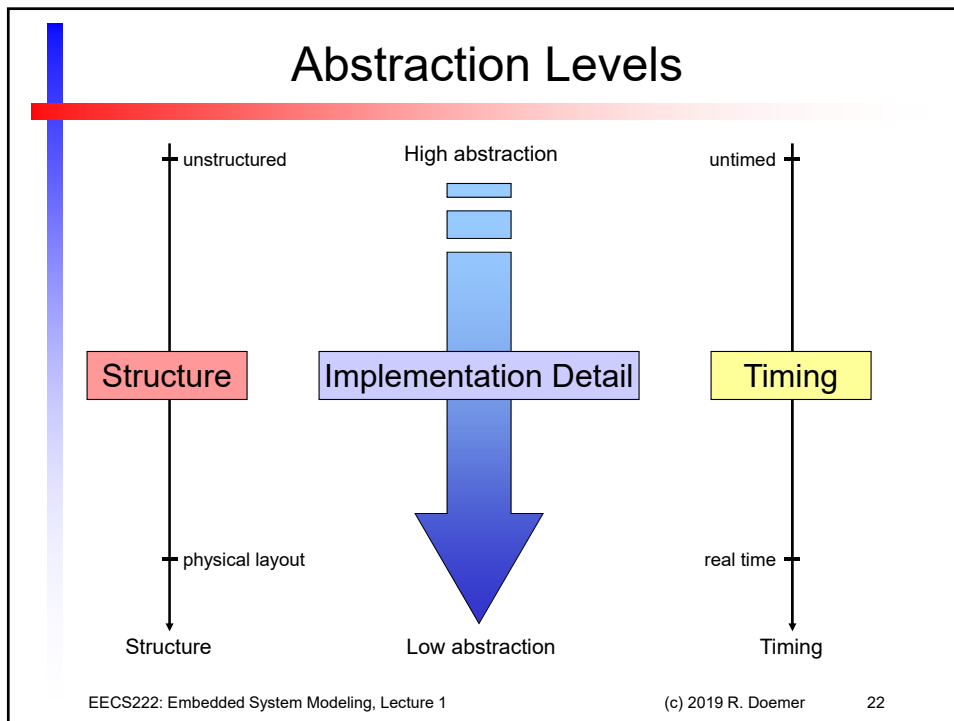 Abstraction Levels
unstructured
High abstraction
untimed
Structure
Implementation Detail
Timing
physical layout
real time
Structure
Low abstraction
Timing
EECS222: Embedded System Modeling, Lecture 1
(c) 2019 R. Doemer
22